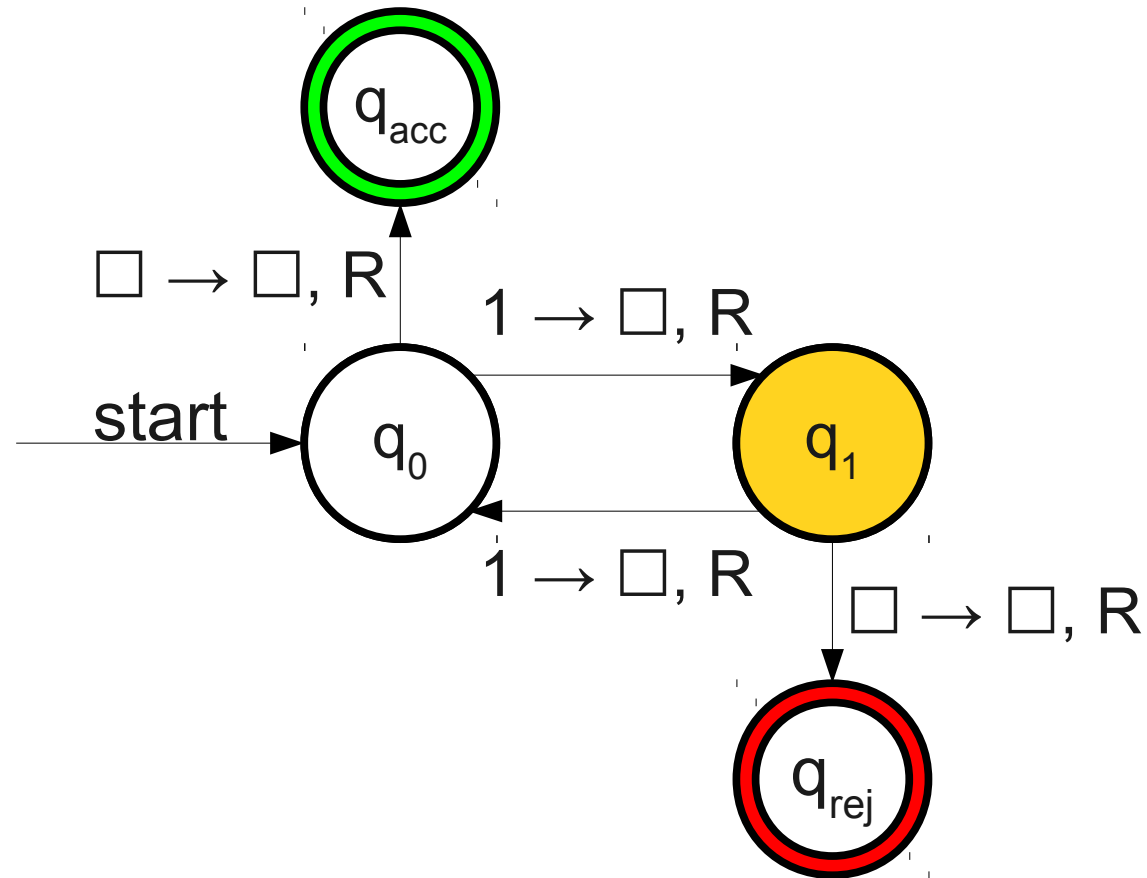 q_acc
□ → □, R
1 → □, R
start
q_0
q_1
1 → □, R
□ → □, R
q_rej